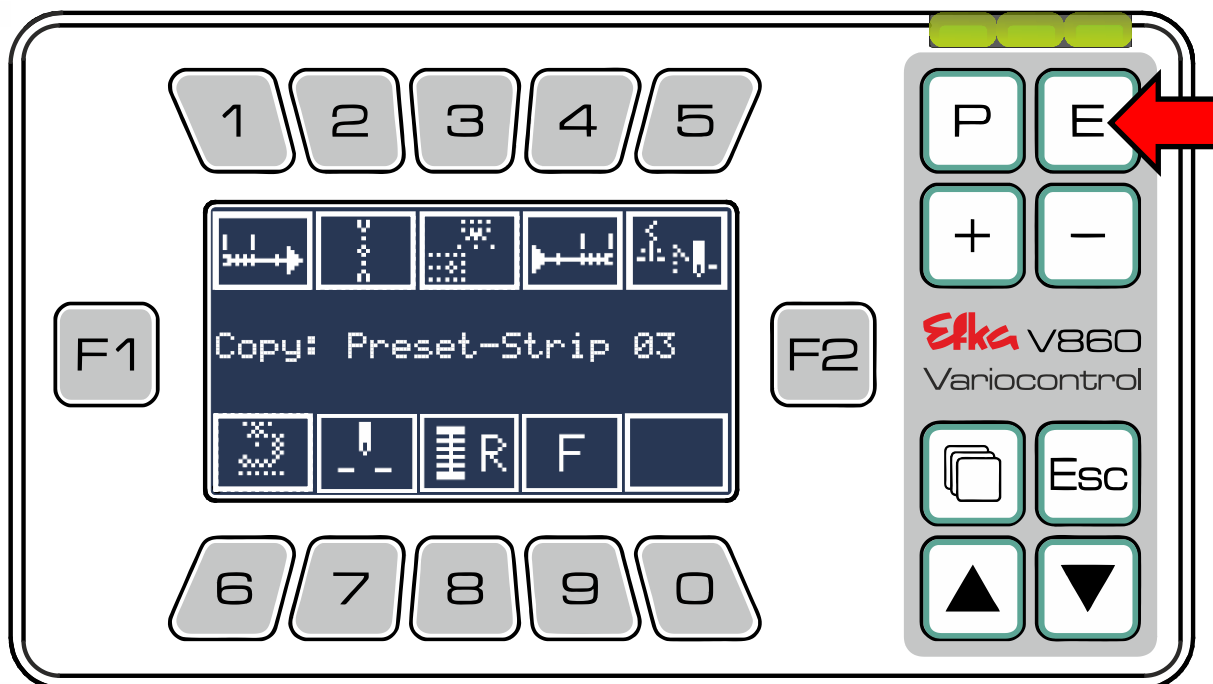 1 2 3 4 5
P E
+ −
F1
Copy: Preset-Strip 03
F2
Efka V860
Variocontrol
R F
Esc
6 7 8 9 0